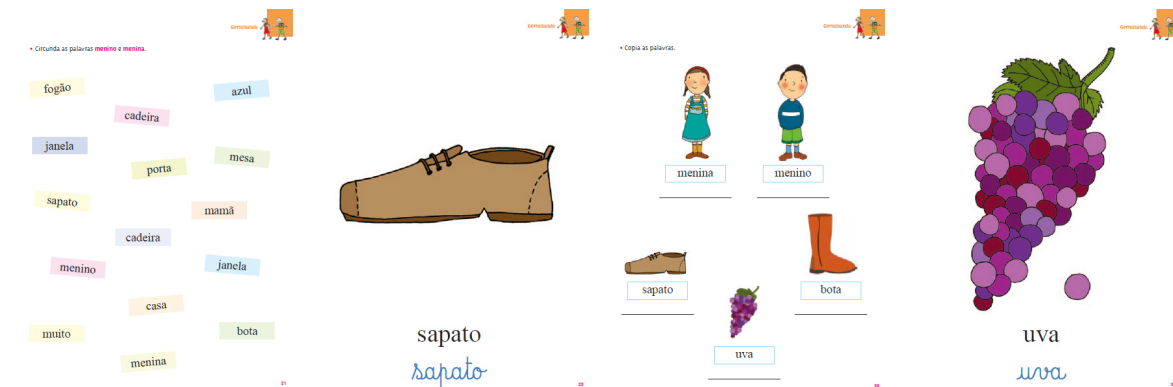 • Circunda as palavras menino e menina.
fogão
azul
cadeira
janela
porta
mesa
sapato
mamã
cadeira
menino
janela
casa
muito
bota
menina
21
sapato
sapato
• Copia as palavras.
menina
menino
sapato
bota
uva
uva
uva